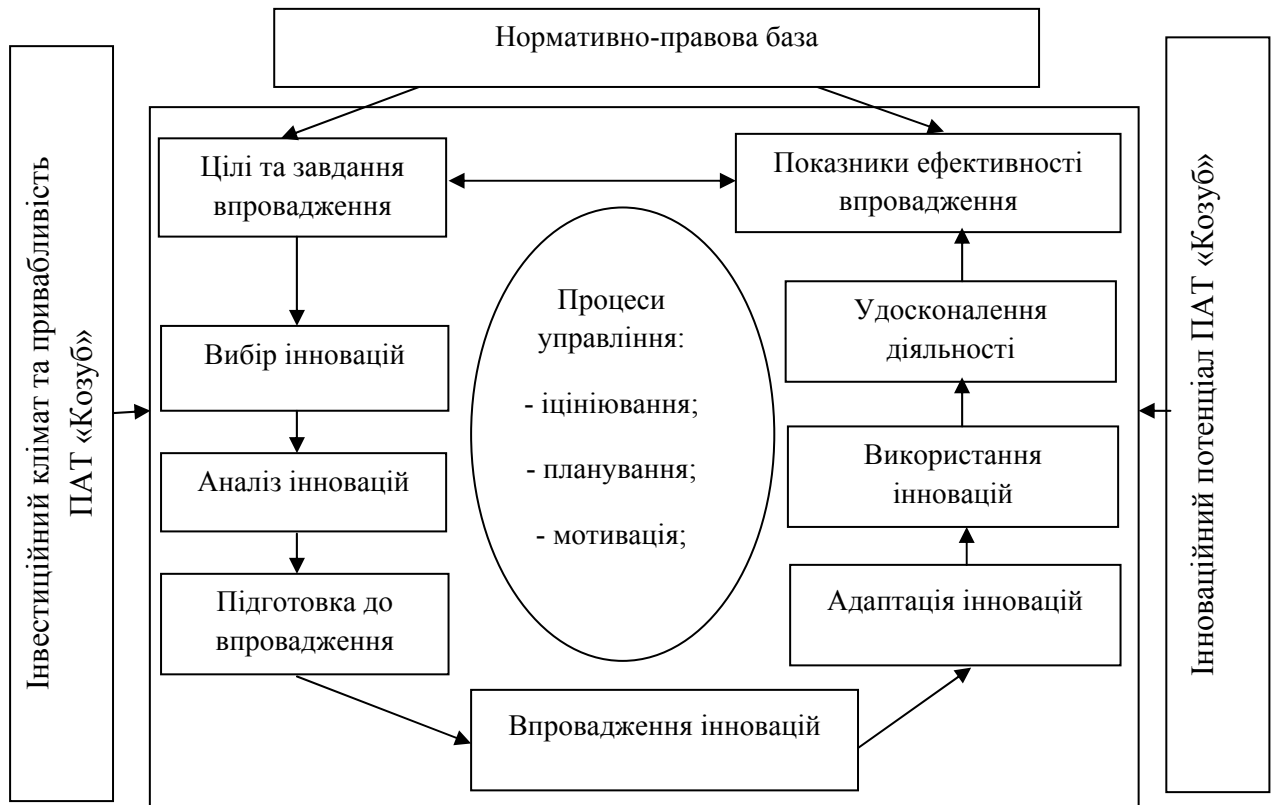 Нормативно-правова база
Інвестиційний клімат та привабливість
ПАТ «Козуб»
Цілі та завдання
впровадження
Показники ефективності
впровадження
Процеси
управління:
- іцініювання;
- планування;
- мотивація;
Вибір інновацій
Аналіз інновацій
Підготовка до
впровадження
Впровадження інновацій
Адаптація інновацій
Використання
інновацій
Удосконалення
діяльності
Інноваційний потенціал ПАТ «Козуб»